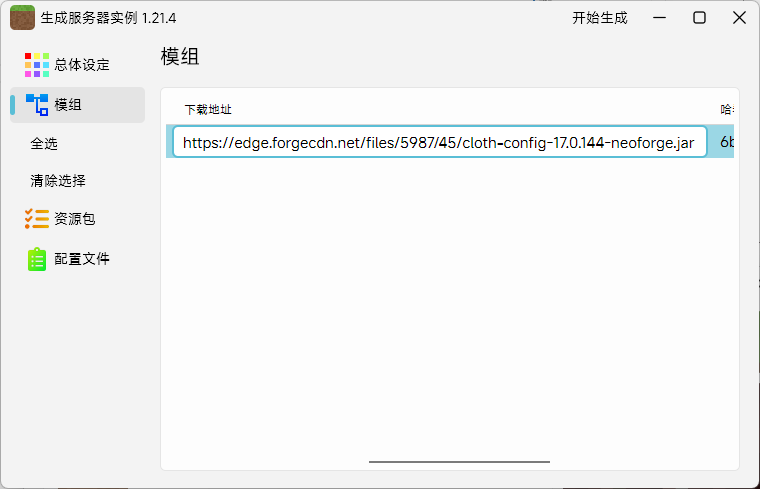 生成服务器实例 1.21.4
开始生成
总体设定
模组
全选
清除选择
资源包
配置文件
模组
下载地址
https://edge.forgecdn.net/files/5987/45/cloth-config-17.0.144-neoforge.jar